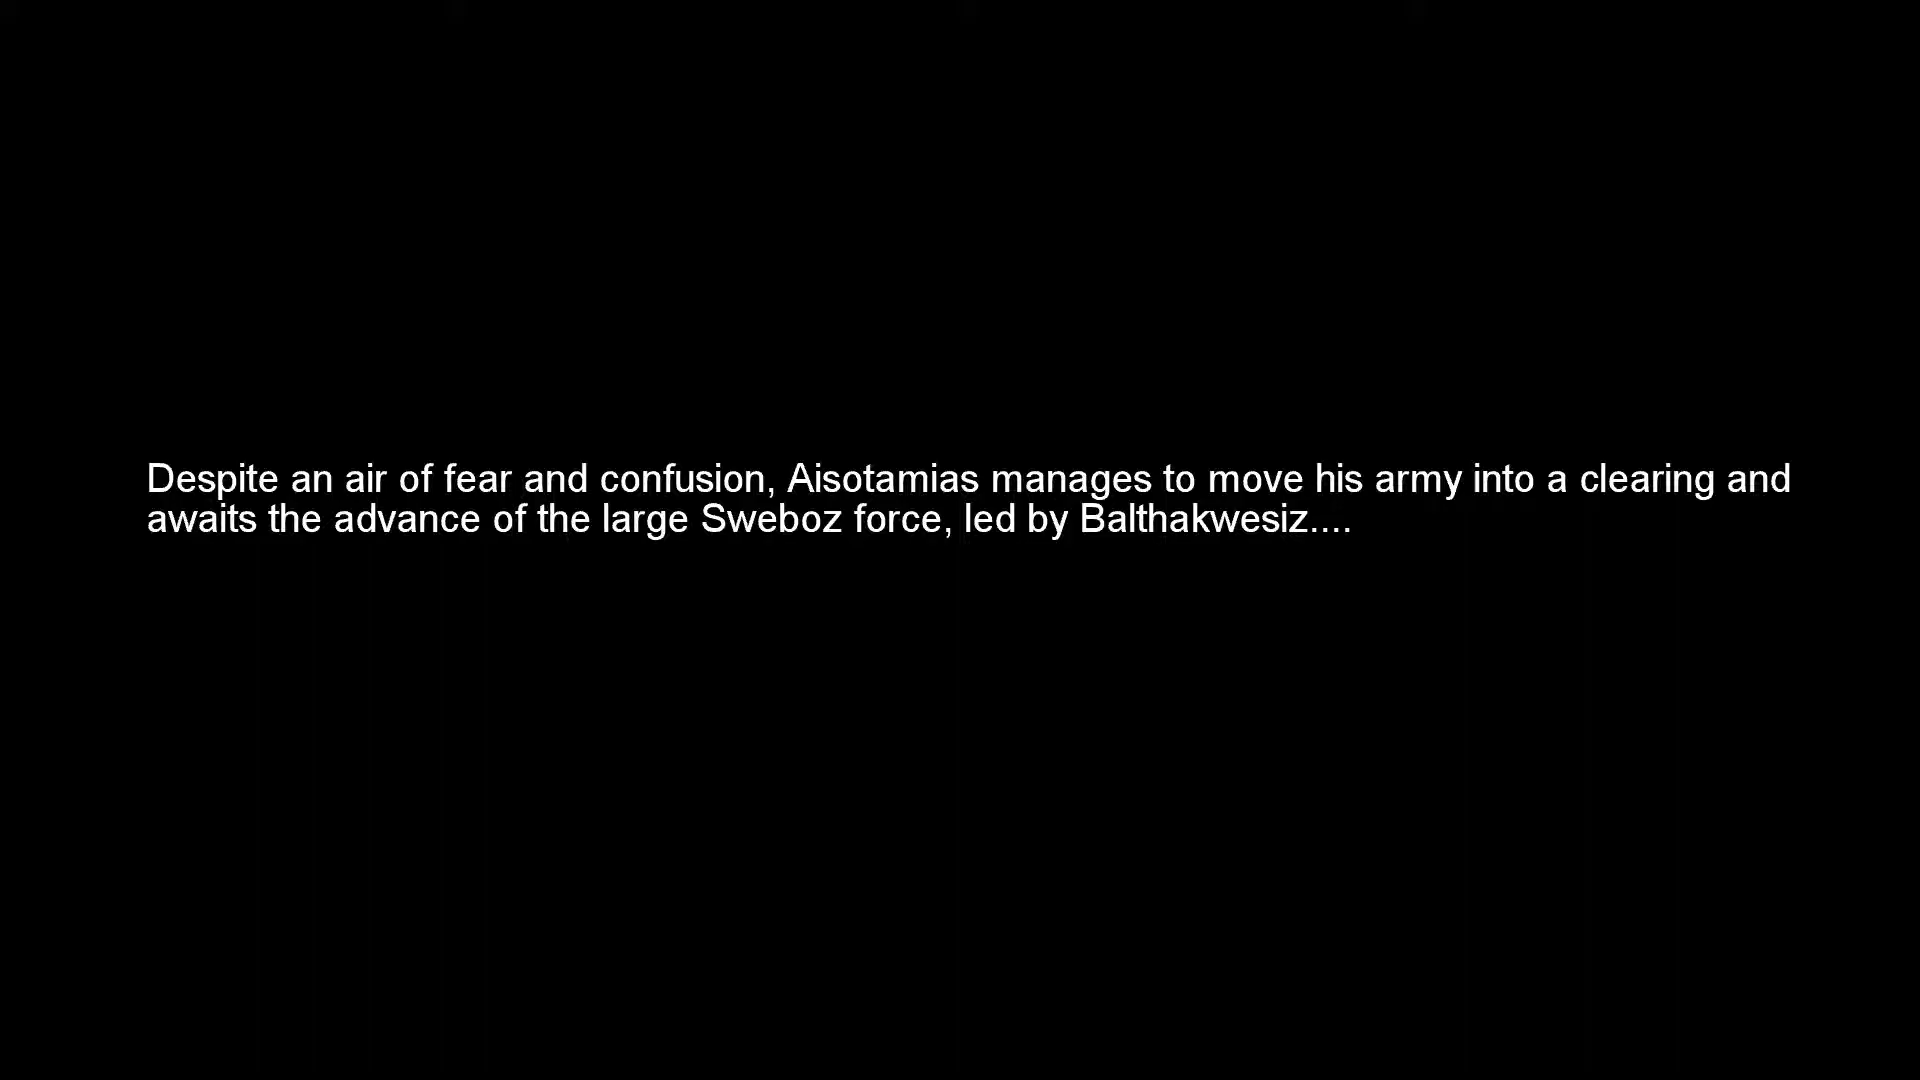 Despite an air of fear and confusion, Aisotamias manages to move his army into a clearing and
awaits the advance of the large Sweboz force, led by Balthakwesiz....